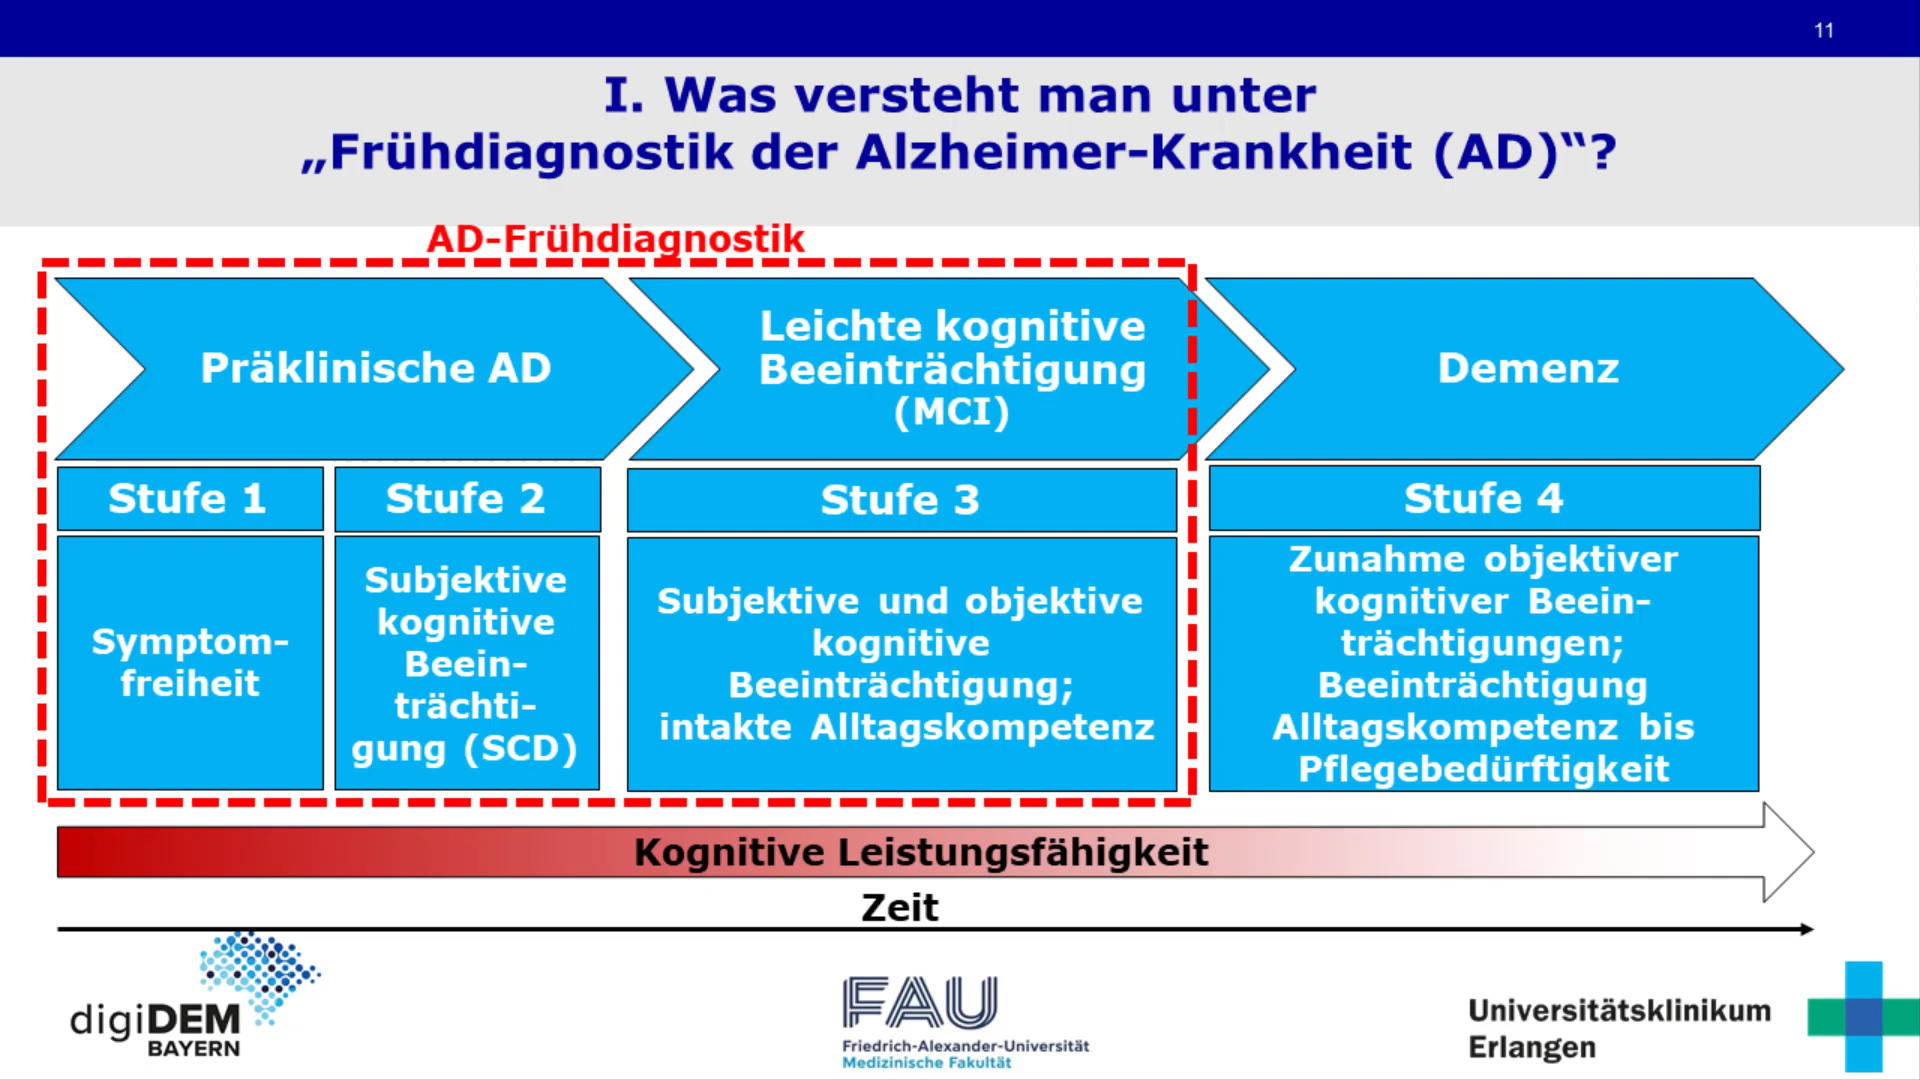 11
I. Was versteht man unter
„Frühdiagnostik der Alzheimer-Krankheit (AD)“?
AD-Frühdiagnostik
Präklinische AD
Leichte kognitive
Beeinträchtigung
(MCI)
Demenz
Stufe 1
Stufe 2
Stufe 3
Stufe 4
Symptom-
freiheit
Subjektive
kognitive
Beein-
trächti-
gung (SCD)
Subjektive und objektive
kognitive
Beeinträchtigung;
intakte Alltagskompetenz
Zunahme objektiver
kognitiver Beein-
trächtigungen;
Beeinträchtigung
Alltagskompetenz bis
Pflegebedürftigkeit
Kognitive Leistungsfähigkeit
Zeit
digiDEM
BAYERN
FAU
Friedrich-Alexander-Universität
Medizinische Fakultät
Universitätsklinikum
Erlangen